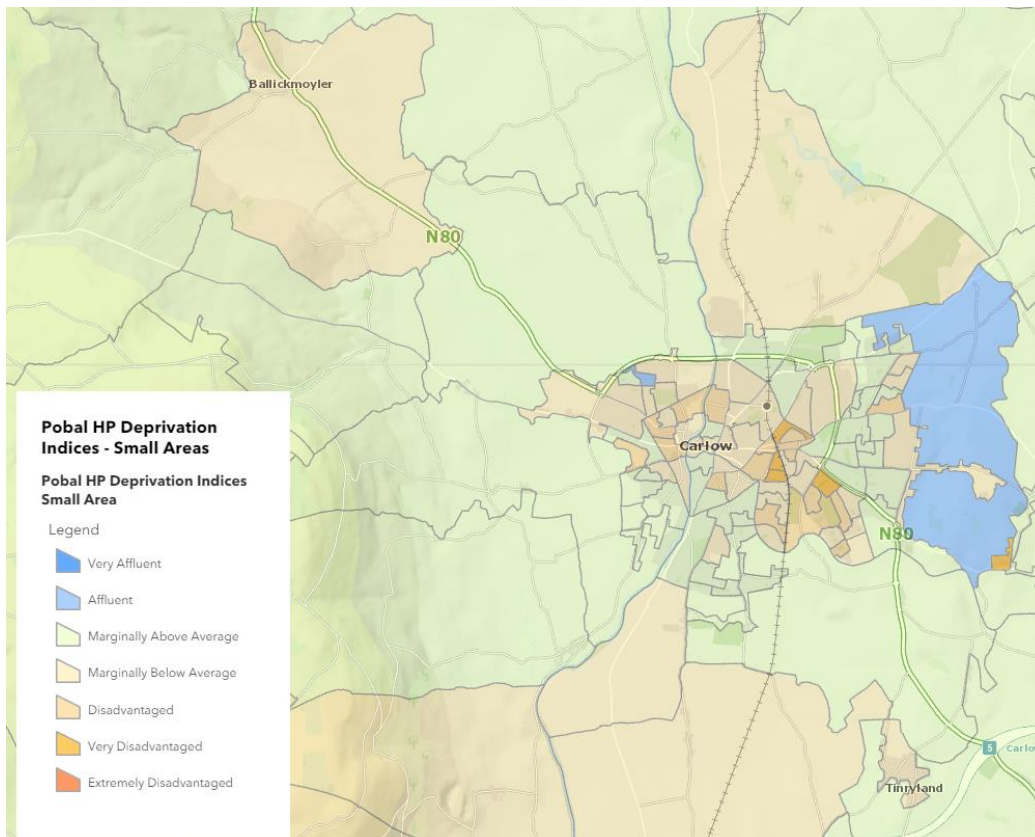 Ballickmoyler
N80
Carlow
N80
Pobal HP Deprivation
Indices - Small Areas
Pobal HP Deprivation Indices
Small Area
Legend
Very Affluent
Affluent
Marginally Above Average
Marginally Below Average
Disadvantaged
Very Disadvantaged
Extremely Disadvantaged
5 Carlow
Tinryland